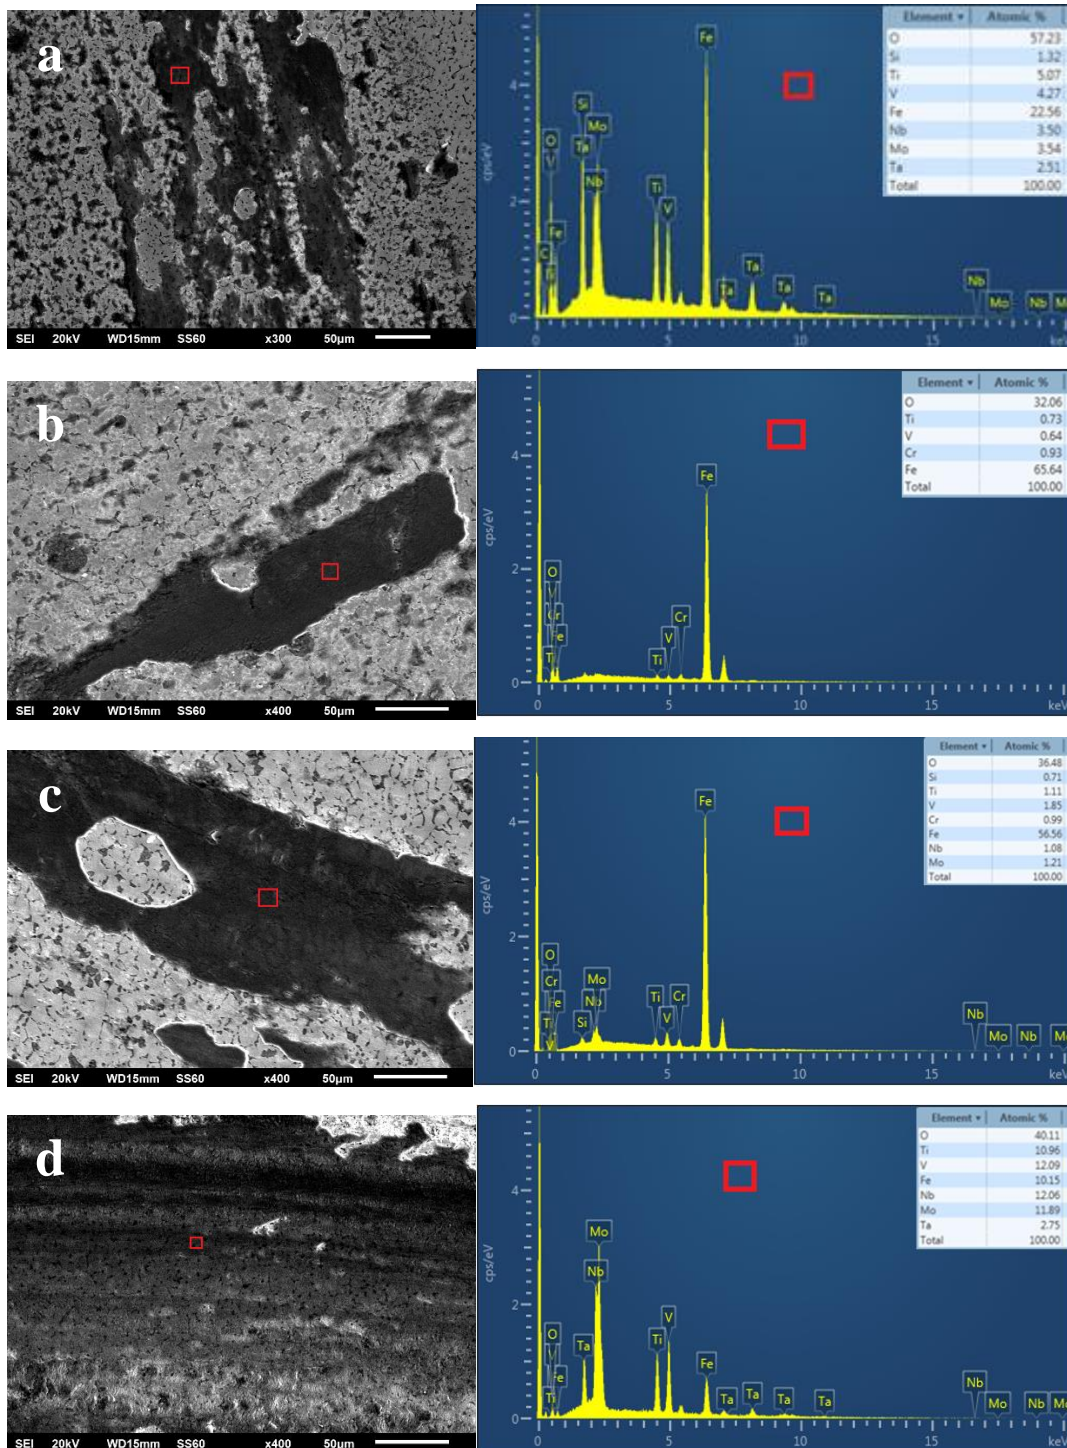 a
SEI 20kV WD15mm SS60 x300 50µm
Element Atomic %
O 57.23
Si 1.32
Ti 5.07
V 4.27
Fe 22.56
Nb 3.50
Mo 3.54
Ta 2.51
Total 100.00
cps/eV
4
2
0
Fe
Si
Mo
O
Ta
V
Nb
Ti
V
Fe
C
Ta
Ta
Ta
Ta
Nb
Mo
Nb
0 5 10 15 keV
b
SEI 20kV WD15mm SS60 x400 50µm
Element Atomic %
O 32.06
Ti 0.73
V 0.64
Cr 0.93
Fe 65.64
Total 100.00
cps/eV
4
2
0
Fe
O
Cr
V
Ti
0 5 10 15 keV
c
SEI 20kV WD15mm SS60 x400 50µm
Element Atomic %
O 36.48
Si 0.71
Ti 1.11
V 1.85
Cr 0.99
Fe 56.56
Nb 1.08
Mo 1.21
Total 100.00
cps/eV
4
2
0
Fe
O
Cr
Mo
Nb
Si
Ti
V
Cr
Nb
Mo
Nb
0 5 10 15 keV
d
SEI 20kV WD15mm SS60 x400 50µm
Element Atomic %
O 40.11
Ti 10.96
V 12.09
Fe 10.15
Nb 12.06
Mo 11.89
Ta 2.75
Total 100.00
cps/eV
4
2
0
Mo
Nb
O
Ta
Ti
V
Fe
Ta
Ta
Ta
Ta
Nb
Mo
Nb
0 5 10 15 keV